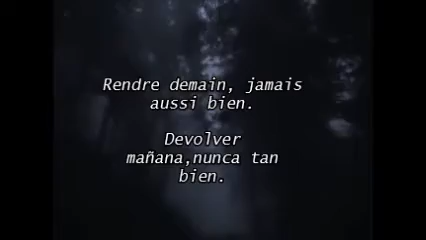 Rendre demain, jamais
aussi bien.
Devolver
mañana,nunca tan
bien.